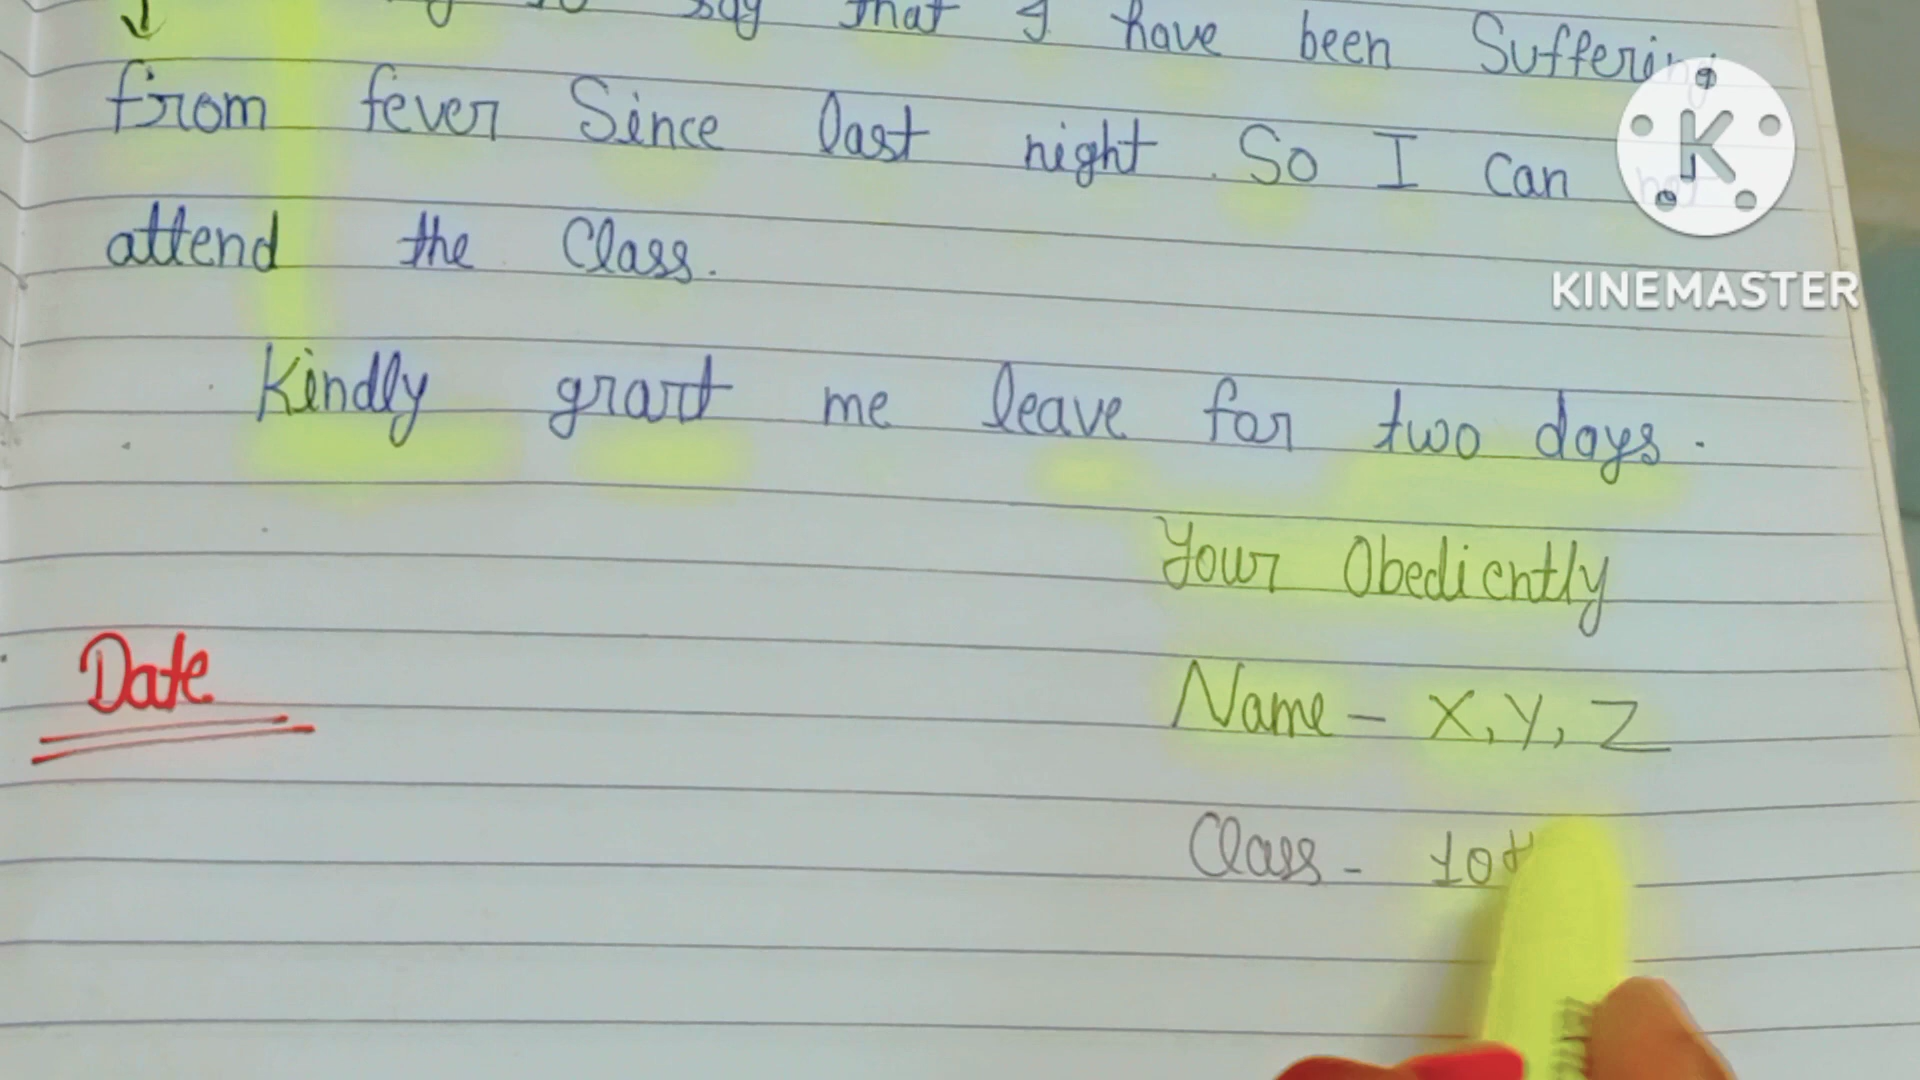 say that I have been Suffering
from fever Since last night. So I can
attend the Class.
Kindly grant me leave for two days.
Your Obediently
Name - X, Y, Z
Date
Class - 10th
KINEMASTER